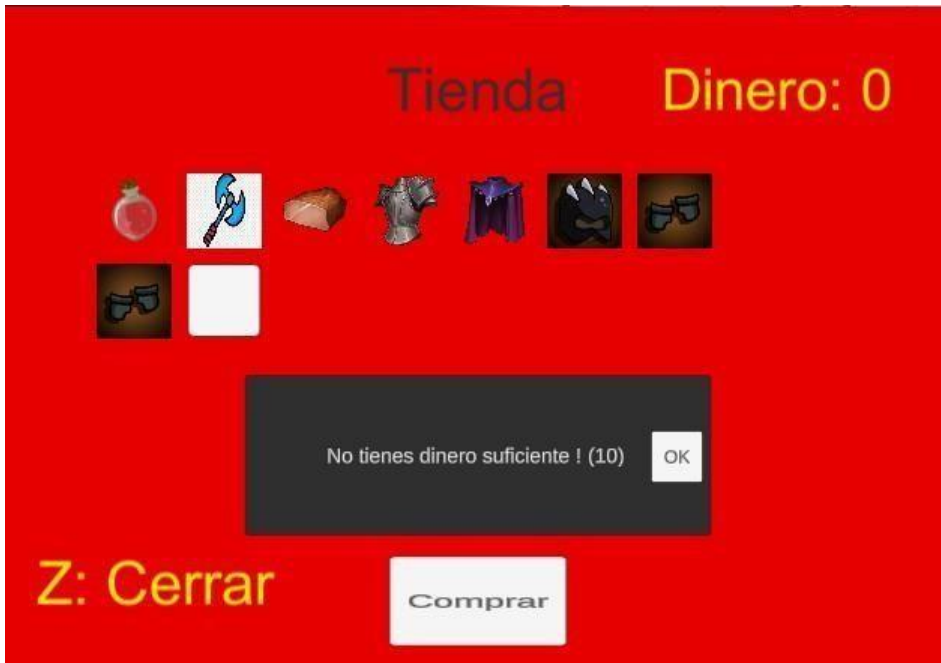 Tienda
Dinero: 0
No tienes dinero suficiente ! (10)
OK
Z: Cerrar
Comprar